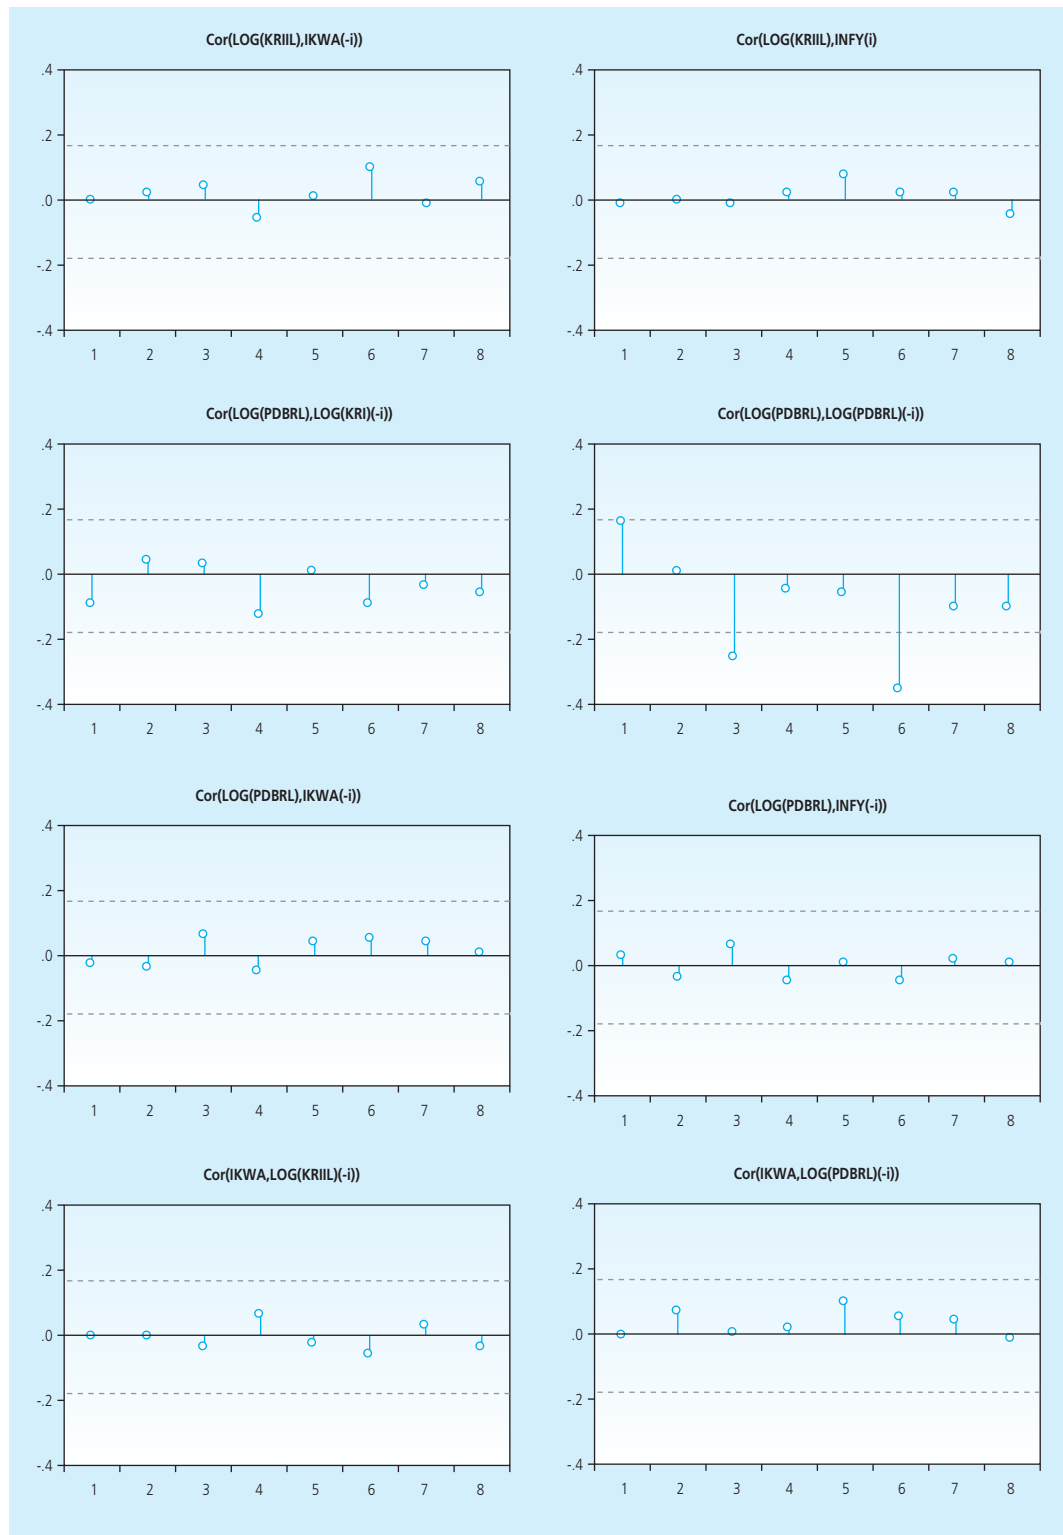 Cor(LOG(KRIIL),IKWA(-i))
.4
.2
.0
-.2
-.4
1 2 3 4 5 6 7 8
Cor(LOG(KRIIL),INFY(i)
.4
.2
.0
-.2
-.4
1 2 3 4 5 6 7 8
Cor(LOG(PDBRL),LOG(KRI)(-i))
.4
.2
.0
-.2
-.4
1 2 3 4 5 6 7 8
Cor(LOG(PDBRL),LOG(PDBRL)(-i))
.4
.2
.0
-.2
-.4
1 2 3 4 5 6 7 8
Cor(LOG(PDBRL),IKWA(-i))
.4
.2
.0
-.2
-.4
1 2 3 4 5 6 7 8
Cor(LOG(PDBRL),INFY(-i))
.4
.2
.0
-.2
-.4
1 2 3 4 5 6 7 8
Cor(IKWA,LOG(KRIIL)(-i))
.4
.2
.0
-.2
-.4
1 2 3 4 5 6 7 8
Cor(IKWA,LOG(PDBRL)(-i))
.4
.2
.0
-.2
-.4
1 2 3 4 5 6 7 8